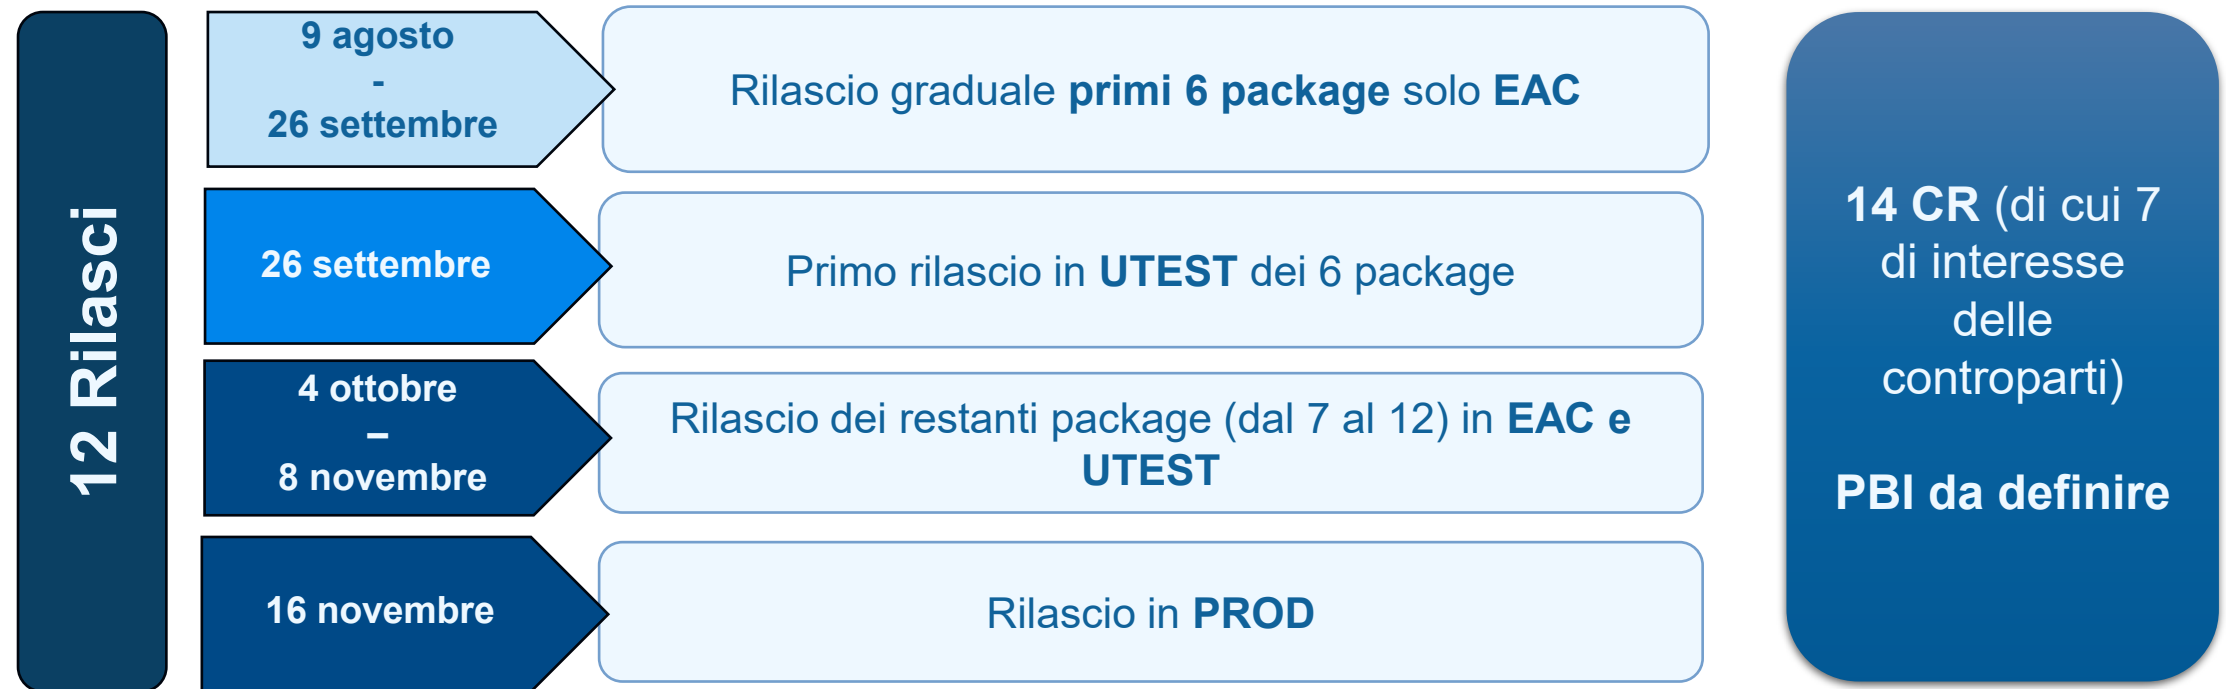 12 Rilasci
9 agosto
-
26 settembre
Rilascio graduale primi 6 package solo EAC
26 settembre
Primo rilascio in UTEST dei 6 package
4 ottobre
–
8 novembre
Rilascio dei restanti package (dal 7 al 12) in EAC e
UTEST
16 novembre
Rilascio in PROD
14 CR (di cui 7
di interesse
delle
controparti)
PBI da definire